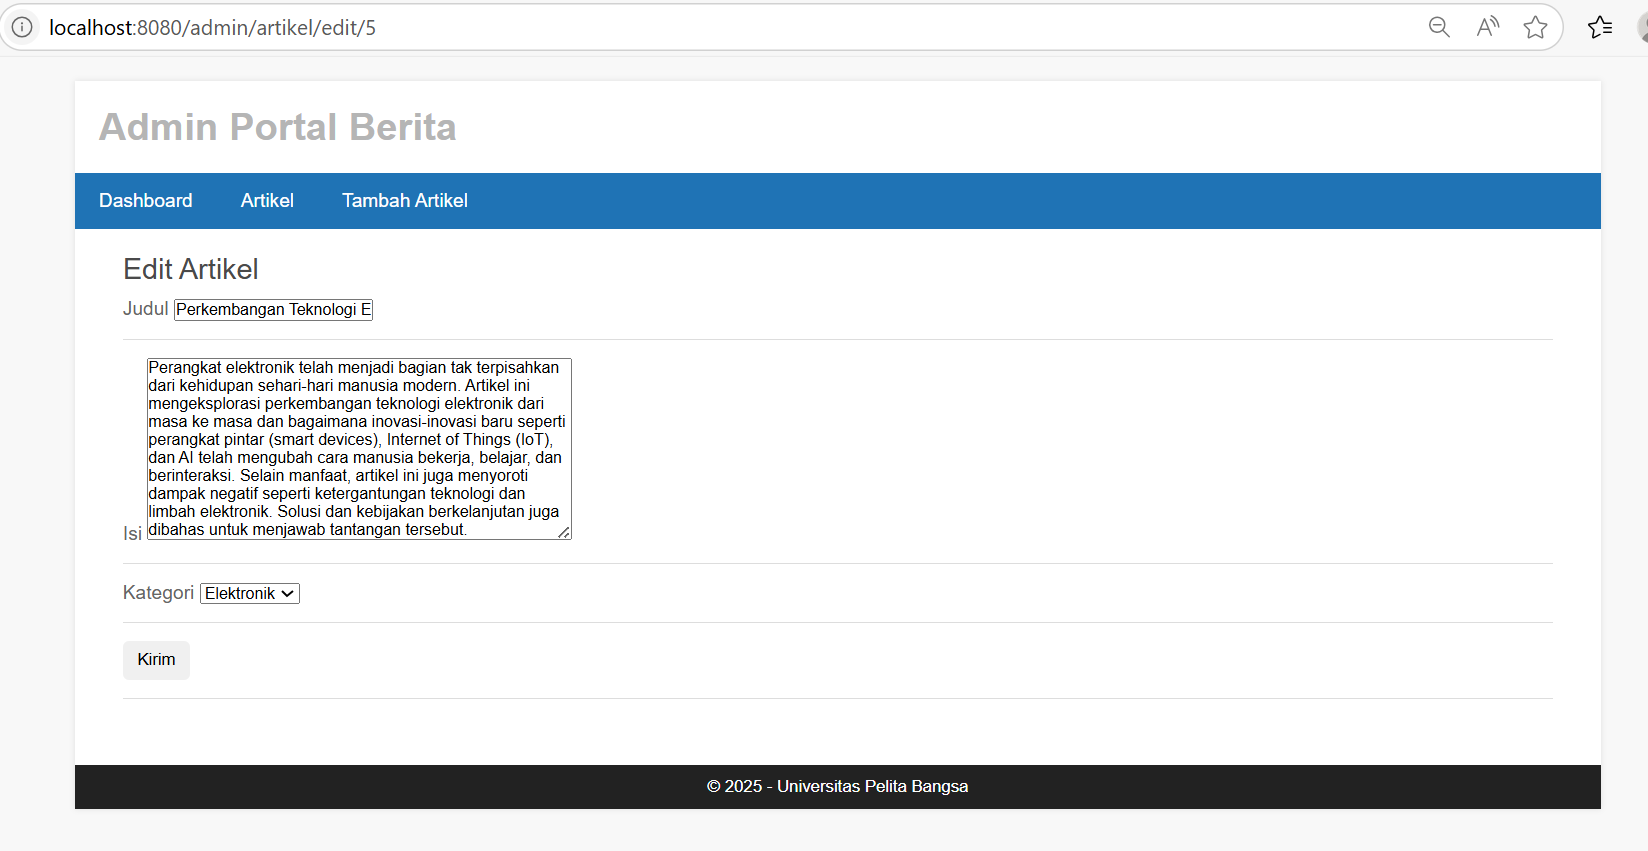 localhost:8080/admin/artikel/edit/5
Admin Portal Berita
Dashboard Artikel Tambah Artikel
Edit Artikel
Judul Perkembangan Teknologi E
Perangkat elektronik telah menjadi bagian tak terpisahkan
dari kehidupan sehari-hari manusia modern. Artikel ini
mengeksplorasi perkembangan teknologi elektronik dari
masa ke masa dan bagaimana inovasi-inovasi baru seperti
perangkat pintar (smart devices), Internet of Things (IoT),
dan AI telah mengubah cara manusia bekerja, belajar, dan
berinteraksi. Selain manfaat, artikel ini juga menyoroti
dampak negatif seperti ketergantungan teknologi dan
limbah elektronik. Solusi dan kebijakan berkelanjutan juga
Isi dibahas untuk menjawab tantangan tersebut.
Kategori Elektronik
Kirim
© 2025 - Universitas Pelita Bangsa